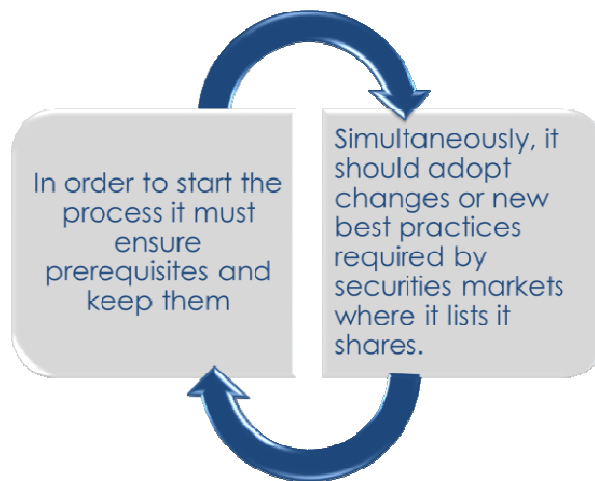 In order to start the
process it must
ensure
prerequisites and
keep them
Simultaneously, it
should adopt
changes or new
best practices
required by
securities markets
where it lists it
shares.